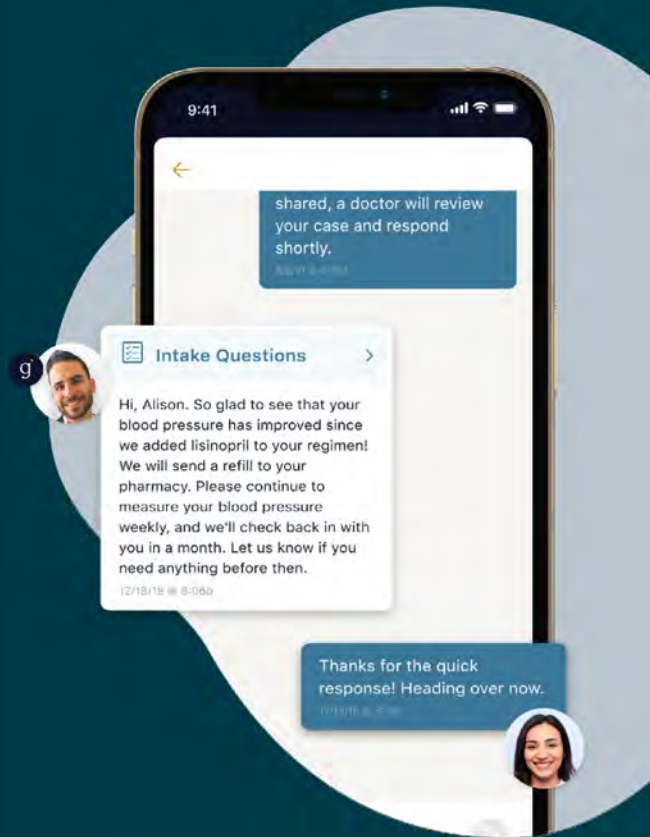 9:41
shared, a doctor will review
your case and respond
shortly.
g
Intake Questions
Hi, Alison. So glad to see that your
blood pressure has improved since
we added lisinopril to your regimen!
We will send a refill to your
pharmacy. Please continue to
measure your blood pressure
weekly, and we'll check back in with
you in a month. Let us know if you
need anything before then.
12/18/18 @ 8:06p
Thanks for the quick
response! Heading over now.